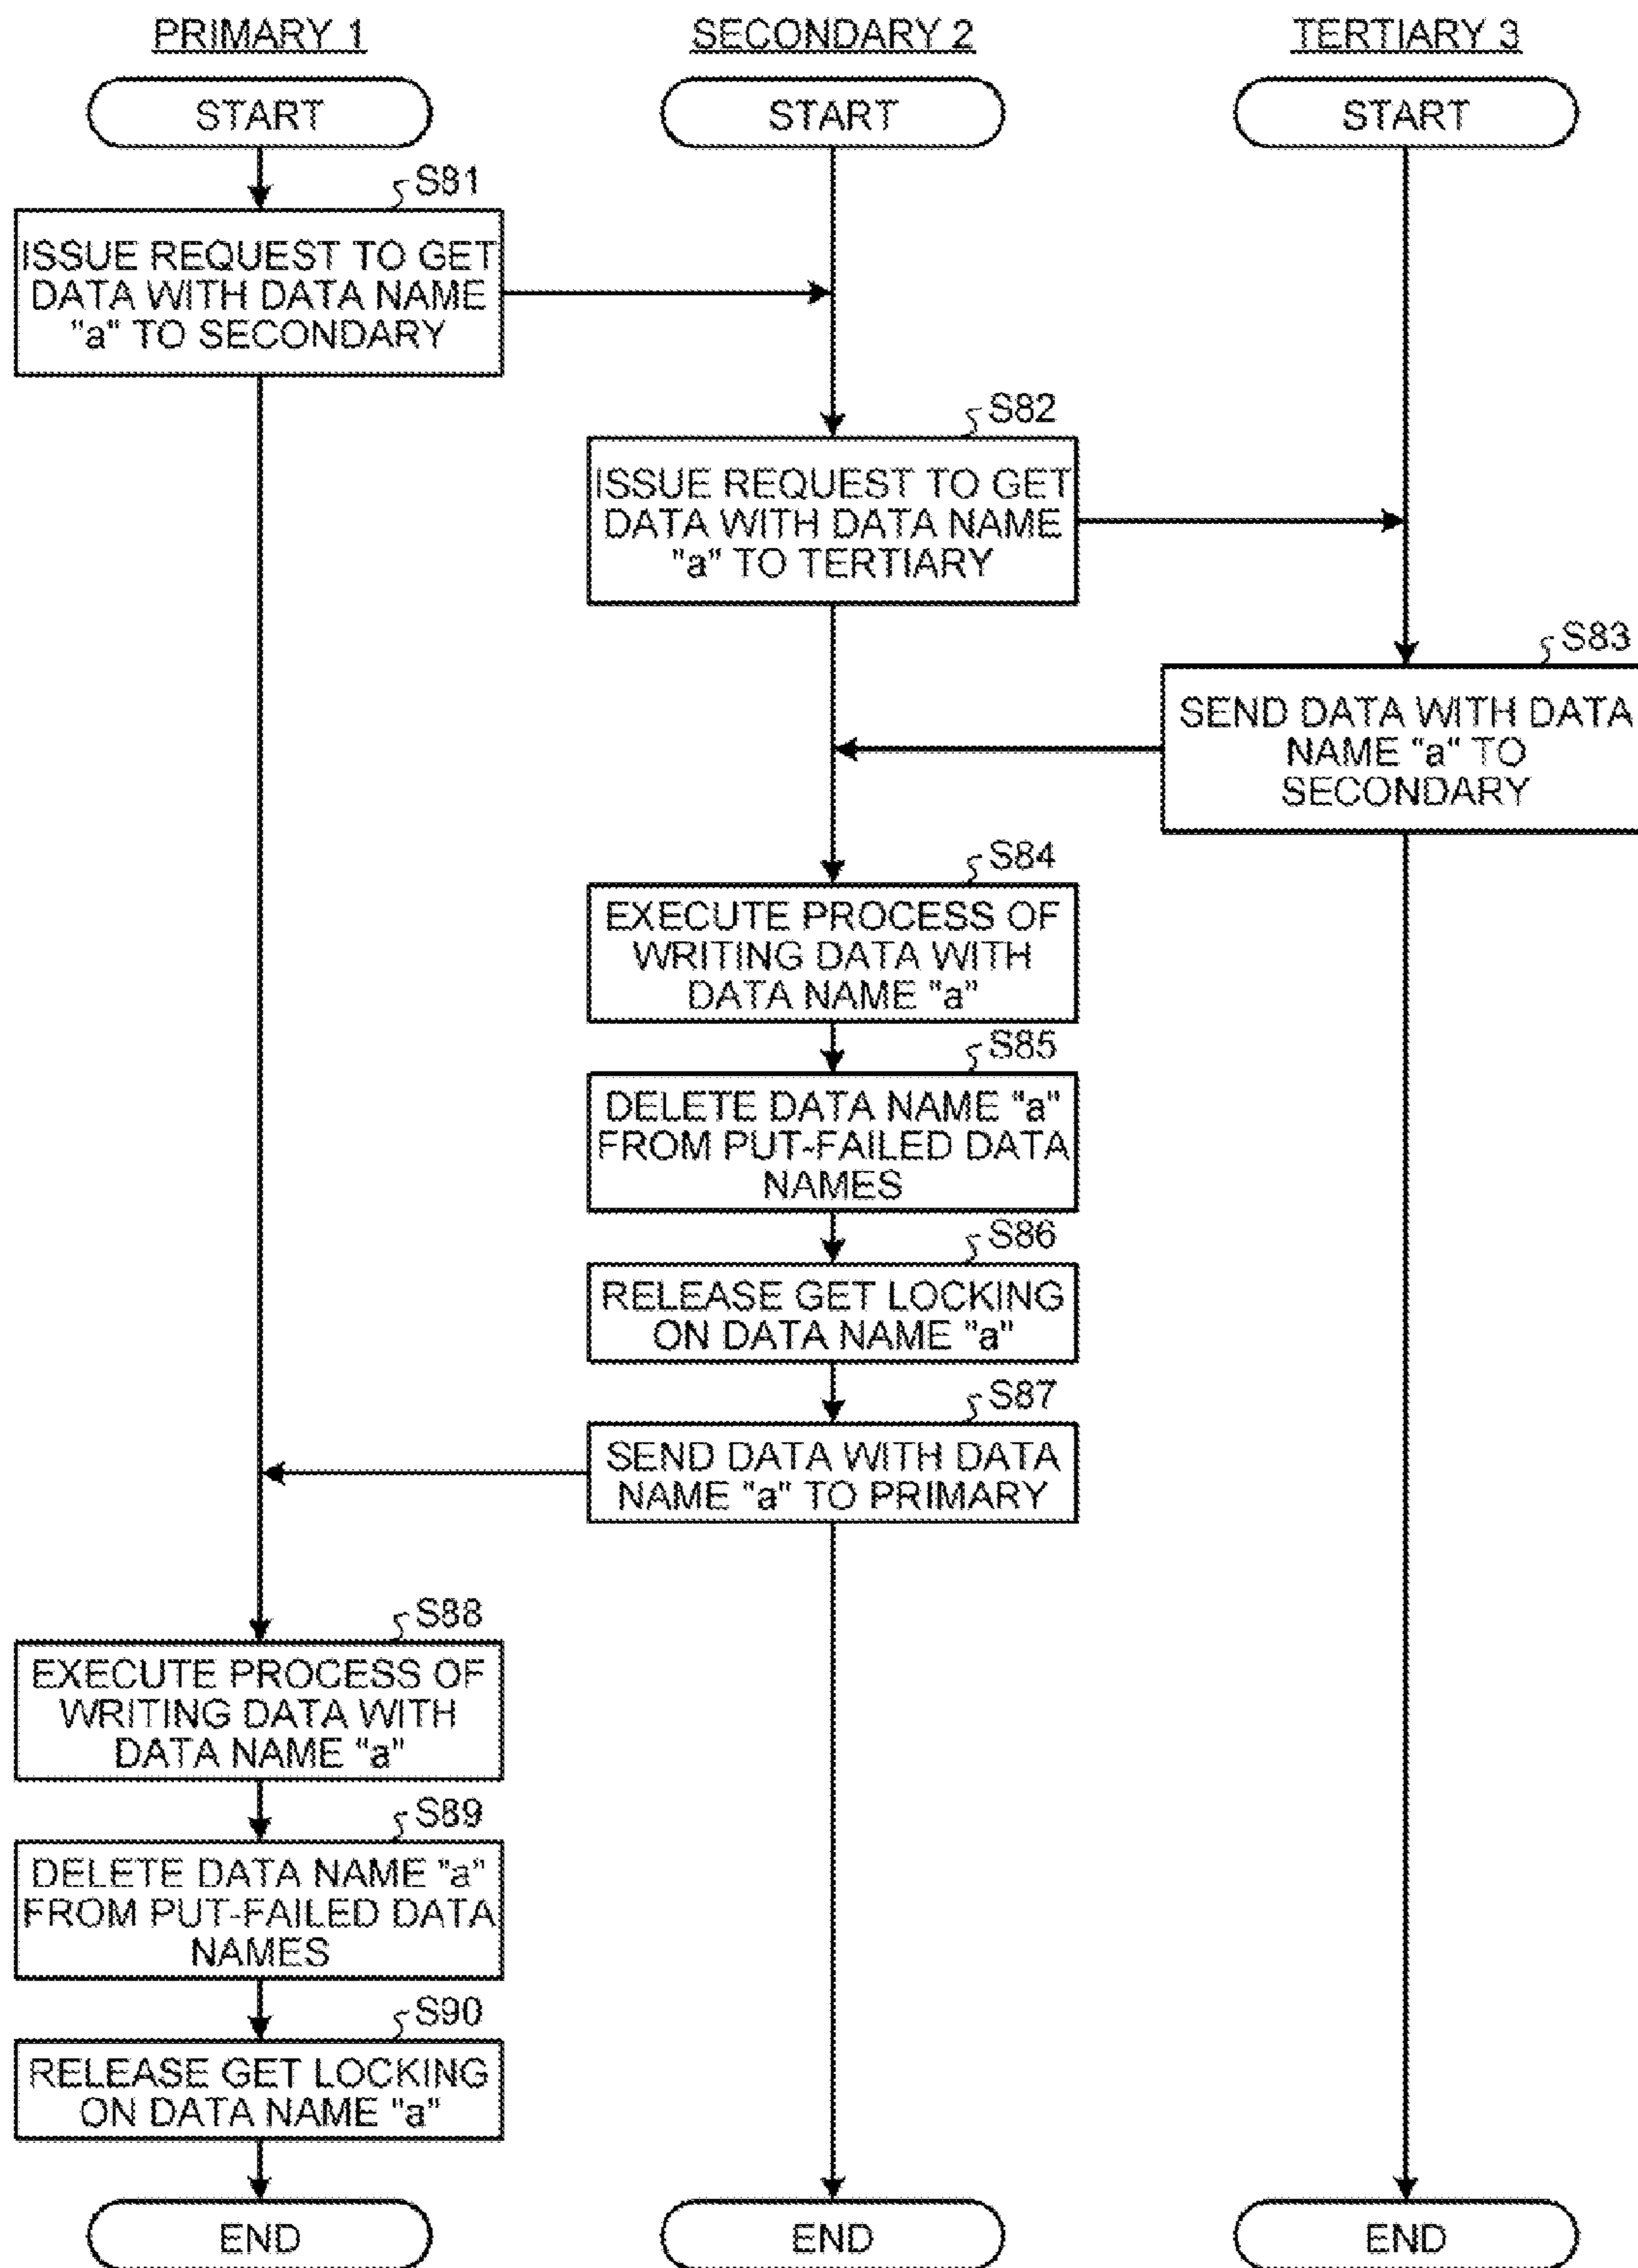 PRIMARY 1
SECONDARY 2
TERTIARY 3
START
START
START
S81
ISSUE REQUEST TO GET
DATA WITH DATA NAME
"a" TO SECONDARY
S82
ISSUE REQUEST TO GET
DATA WITH DATA NAME
"a" TO TERTIARY
S83
SEND DATA WITH DATA
NAME "a" TO
SECONDARY
S84
EXECUTE PROCESS OF
WRITING DATA WITH
DATA NAME "a"
S85
DELETE DATA NAME "a"
FROM PUT-FAILED DATA
NAMES
S86
RELEASE GET LOCKING
ON DATA NAME "a"
S87
SEND DATA WITH DATA
NAME "a" TO PRIMARY
S88
EXECUTE PROCESS OF
WRITING DATA WITH
DATA NAME "a"
S89
DELETE DATA NAME "a"
FROM PUT-FAILED DATA
NAMES
S90
RELEASE GET LOCKING
ON DATA NAME "a"
END
END
END